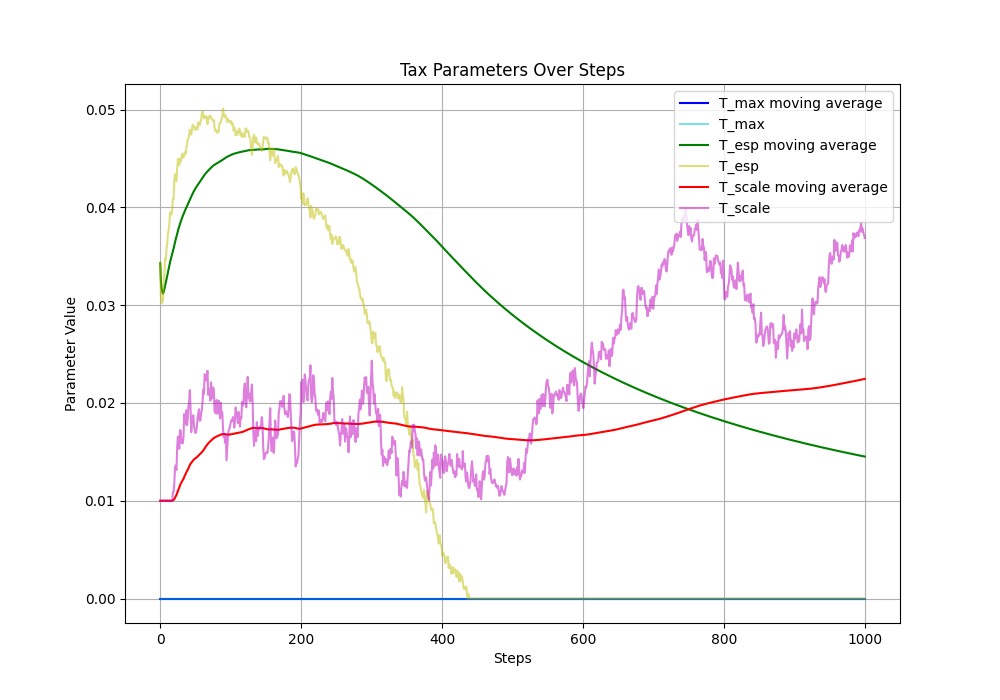 Tax Parameters Over Steps
T_max moving average
T_max
T_esp moving average
T_esp
T_scale moving average
T_scale
Parameter Value
0.05
0.04
0.03
0.02
0.01
0.00
0 200 400 600 800 1000
Steps